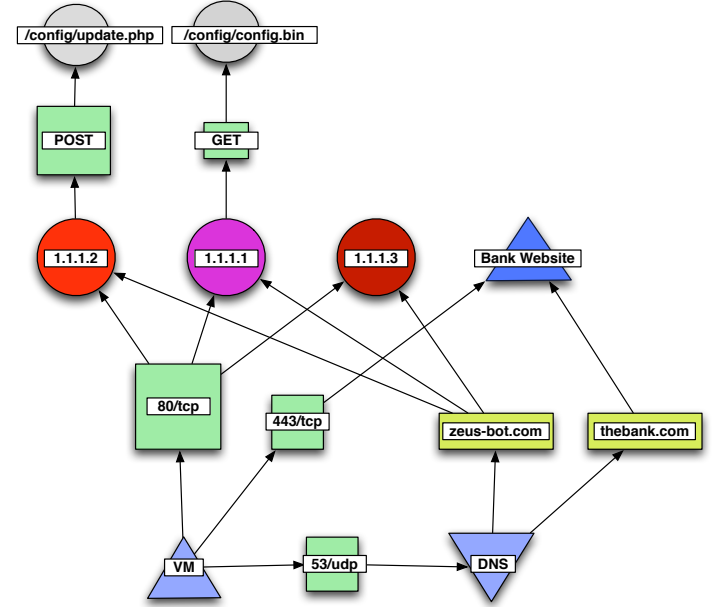 /config/update.php
/config/config.bin
POST
GET
1.1.1.2
1.1.1.1
1.1.1.3
Bank Website
80/tcp
443/tcp
zeus-bot.com
thebank.com
VM
53/udp
DNS